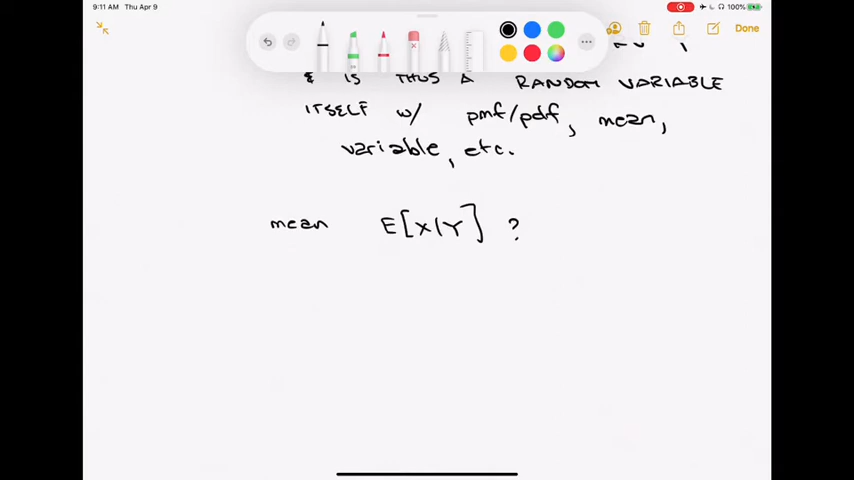 9:11 AM Thu Apr 9
100%
Done
& IS THUS A RANDOM VARIABLE
ITSELF w/ pmf/pdf, mean,
variable, etc.
mean E[X|Y] ?